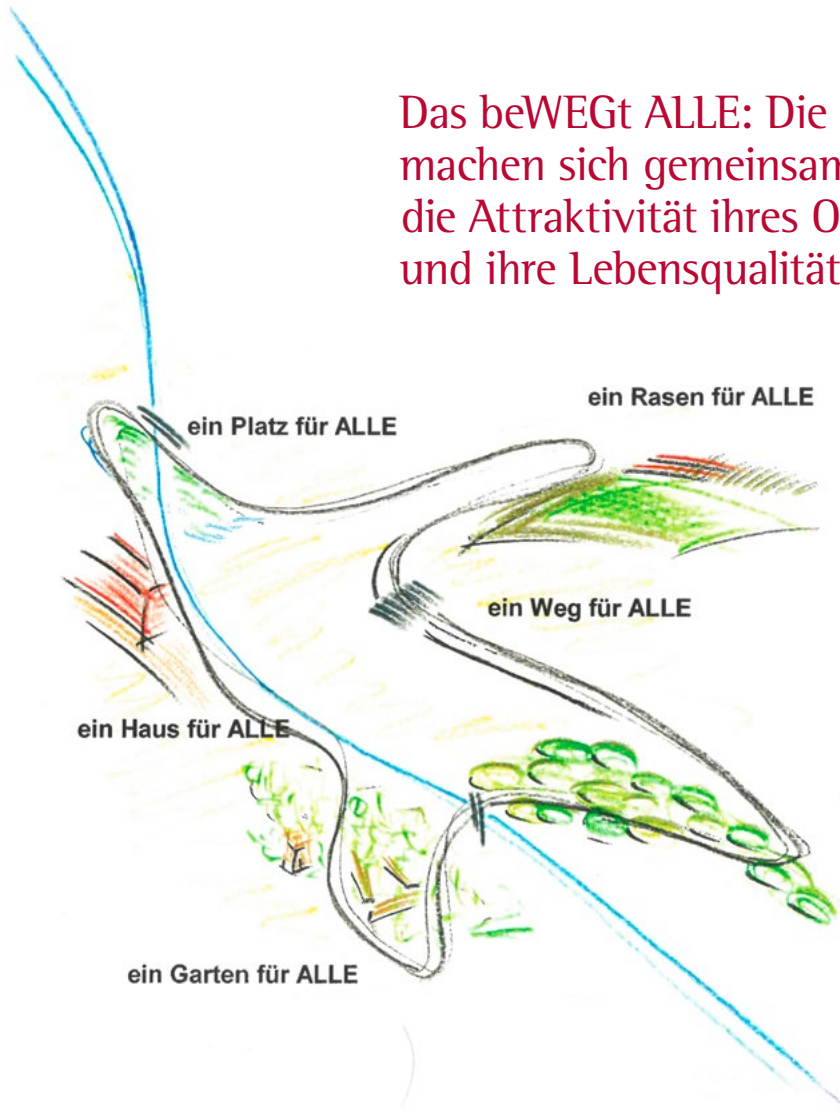 Das beWEGt ALLE: Die
machen sich gemeinsam
die Attraktivität ihres O
und ihre Lebensqualität
ein Rasen für ALLE
ein Platz für ALLE
ein Weg für ALLE
ein Haus für ALLE
ein Garten für ALLE